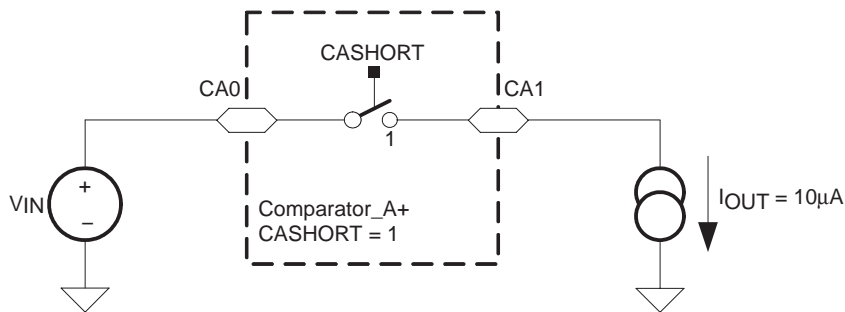 CASHORT
CA0
CA1
1
VIN
+
−
Comparator_A+
CASHORT = 1
IOUT = 10μA